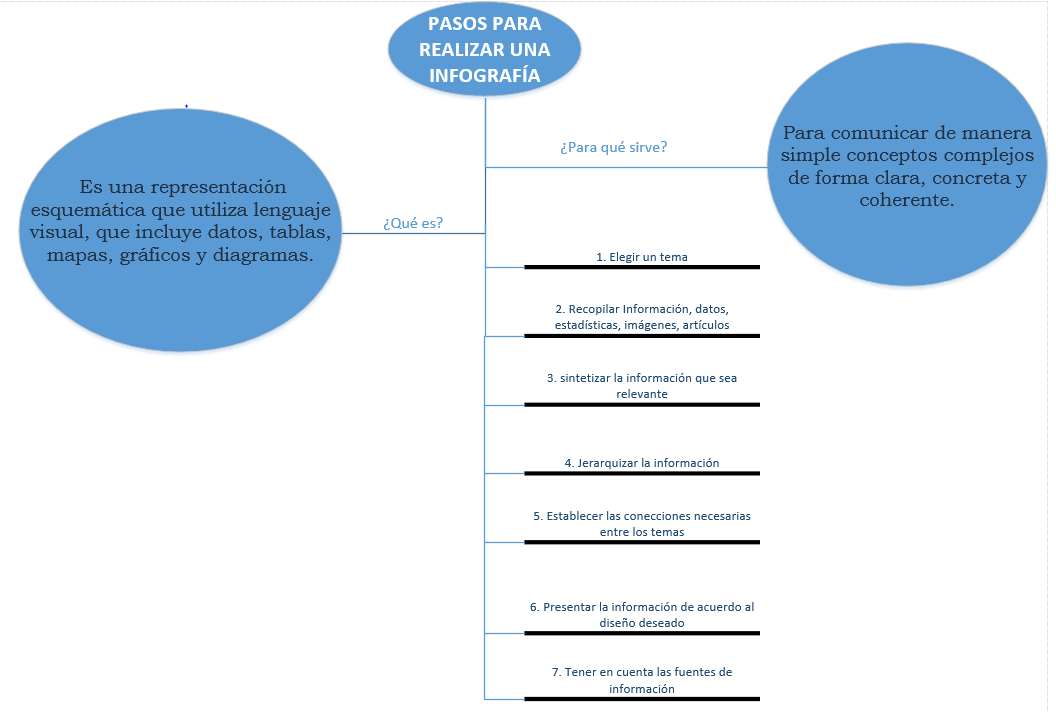 PASOS PARA
REALIZAR UNA
INFOGRAFÍA
¿Para qué sirve?
Para comunicar de manera
simple conceptos complejos
de forma clara, concreta y
coherente.
¿Qué es?
Es una representación
esquemática que utiliza lenguaje
visual, que incluye datos, tablas,
mapas, gráficos y diagramas.
1. Elegir un tema
2. Recopilar Información, datos,
estadísticas, imágenes, artículos
3. sintetizar la información que sea
relevante
4. Jerarquizar la información
5. Establecer las conecciones necesarias
entre los temas
6. Presentar la información de acuerdo al
diseño deseado
7. Tener en cuenta las fuentes de
información